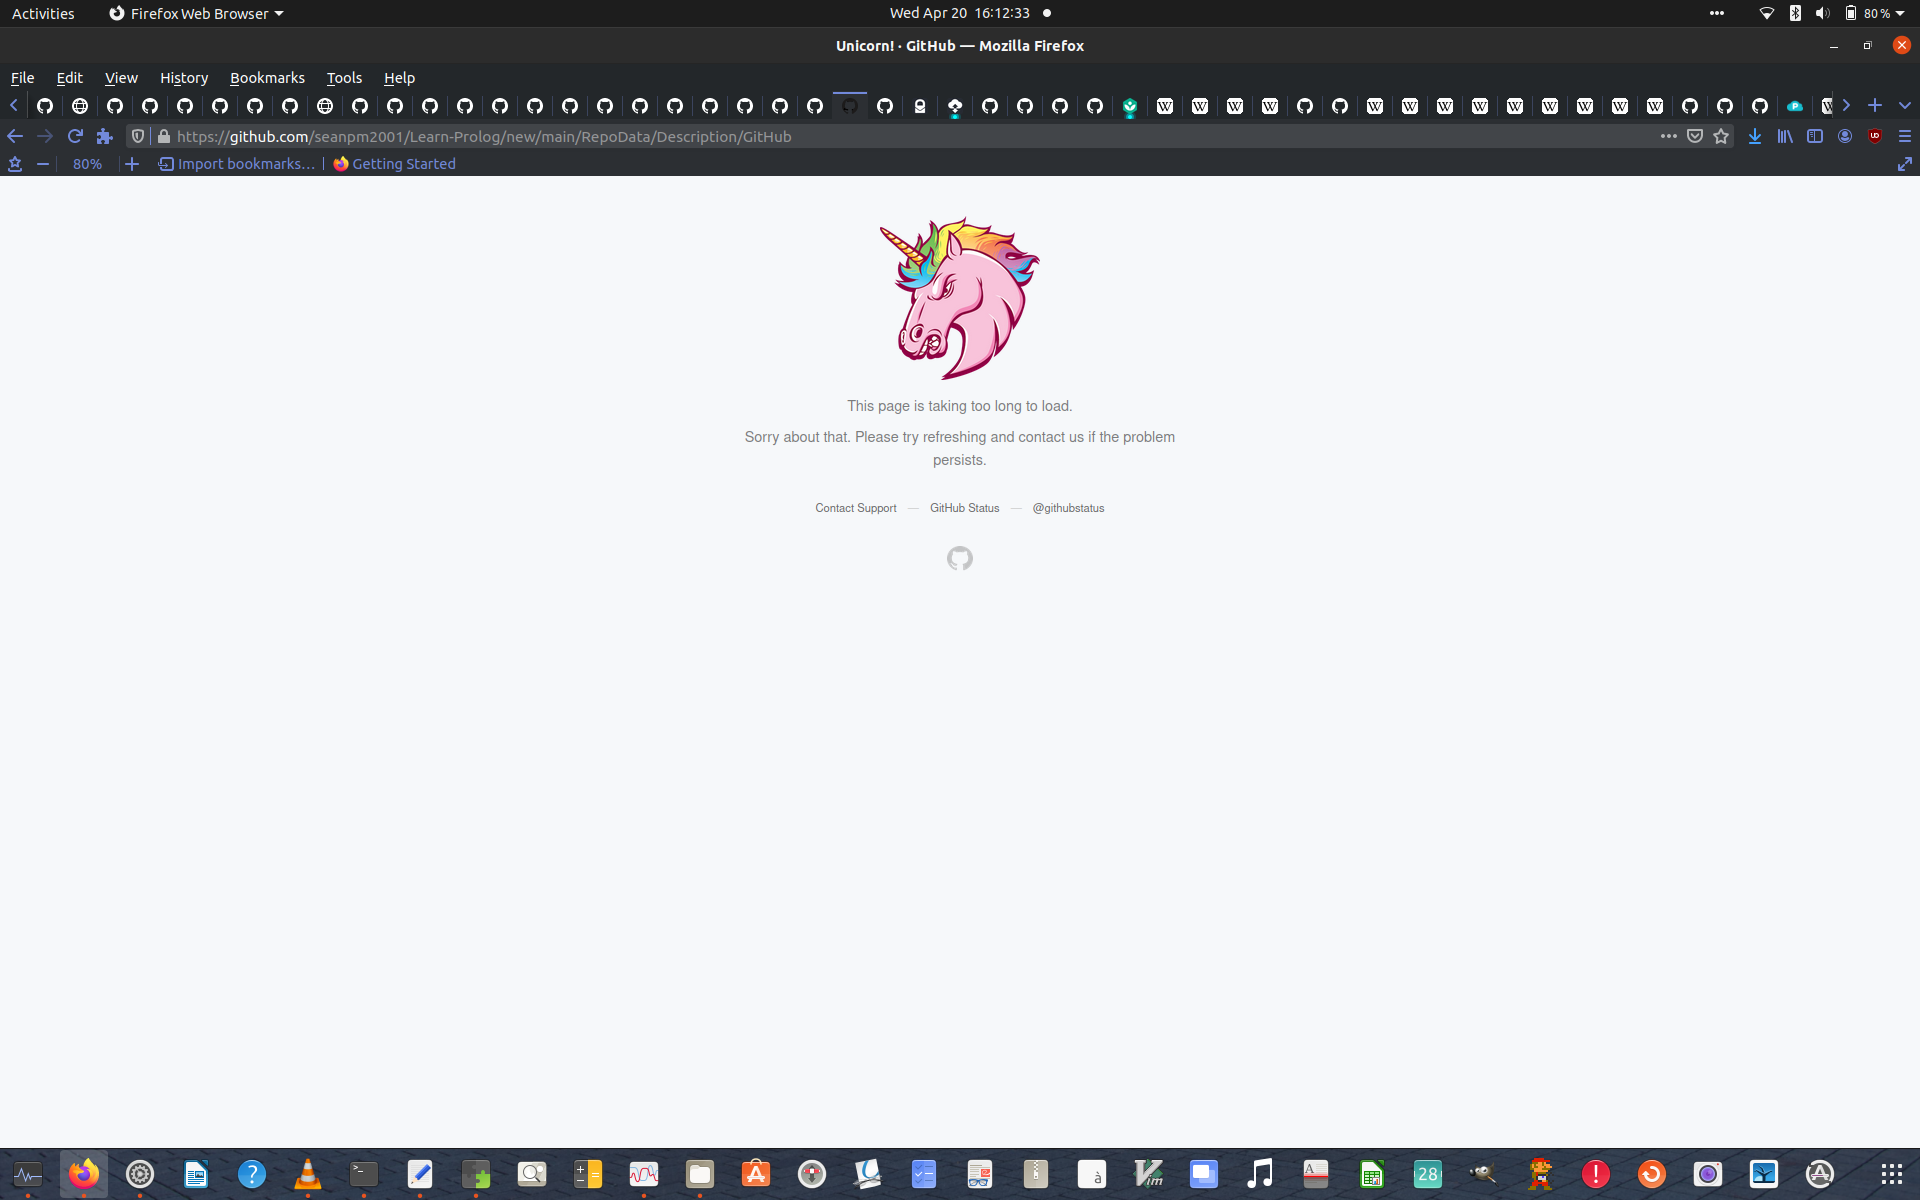 Activities Firefox Web Browser Wed Apr 20 16:12:33 80%
Unicorn! · GitHub — Mozilla Firefox
File Edit View History Bookmarks Tools Help
https://github.com/seanpm2001/Learn-Prolog/new/main/RepoData/Description/GitHub
80% Import bookmarks... Getting Started
This page is taking too long to load.
Sorry about that. Please try refreshing and contact us if the problem
persists.
Contact Support — GitHub Status — @githubstatus
28